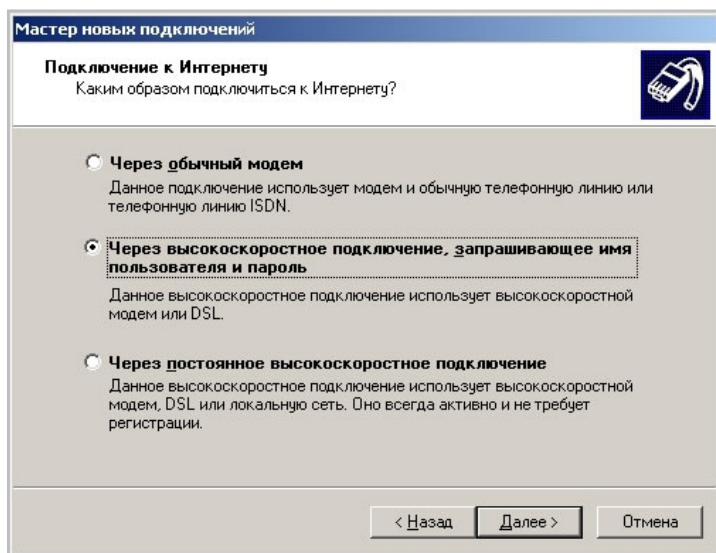 Мастер новых подключений
Подключение к Интернету
Каким образом подключиться к Интернету?
Через обычный модем
Данное подключение использует модем и обычную телефонную линию или
телефонную линию ISDN.
Через высокоскоростное подключение, запрашивающее имя
пользователя и пароль
Данное высокоскоростное подключение использует высокоскоростной
модем или DSL.
Через постоянное высокоскоростное подключение
Данное высокоскоростное подключение использует высокоскоростной
модем, DSL или локальную сеть. Оно всегда активно и не требует
регистрации.
< Назад
Далее >
Отмена